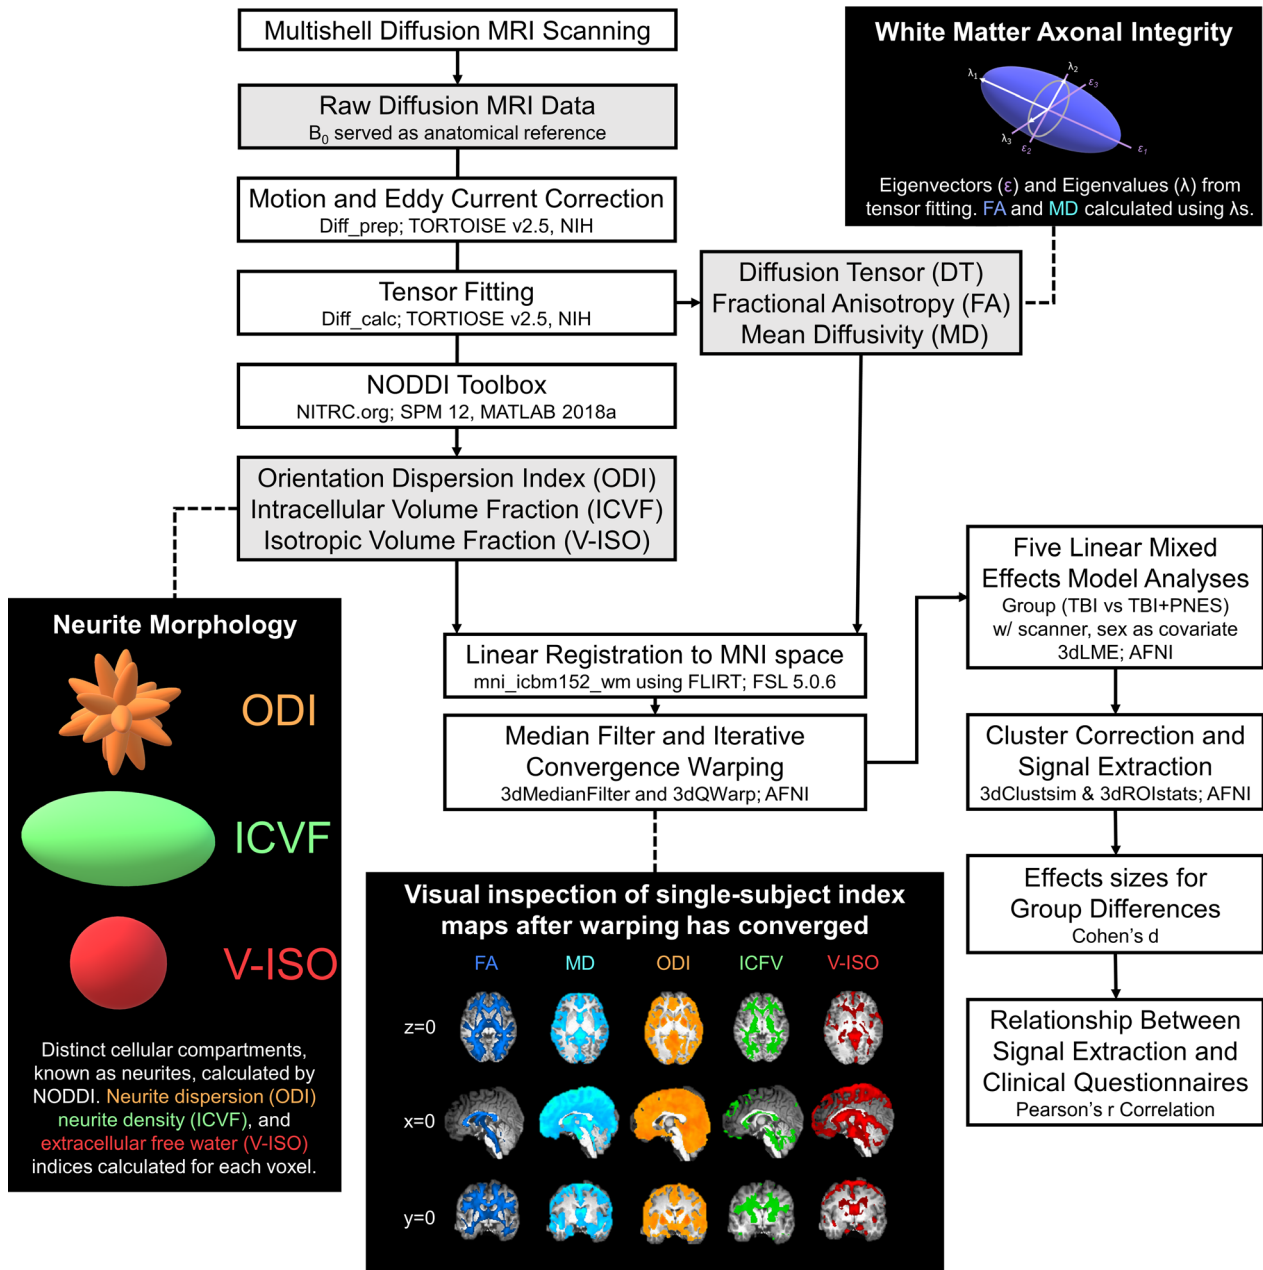 Multishell Diffusion MRI Scanning
Raw Diffusion MRI Data
B0 served as anatomical reference
Motion and Eddy Current Correction
Diff_prep; TORTOISE v2.5, NIH
Tensor Fitting
Diff_calc; TORTIOSE v2.5, NIH
NODDI Toolbox
NITRC.org; SPM 12, MATLAB 2018a
Orientation Dispersion Index (ODI)
Intracellular Volume Fraction (ICVF)
Isotropic Volume Fraction (V-ISO)
White Matter Axonal Integrity
λ1
λ2
ε3
λ3
ε2
ε1
Eigenvectors (ε) and Eigenvalues (λ) from
tensor fitting. FA and MD calculated using λs.
Diffusion Tensor (DT)
Fractional Anisotropy (FA)
Mean Diffusivity (MD)
Neurite Morphology
ODI
ICVF
V-ISO
Distinct cellular compartments,
known as neurites, calculated by
NODDI. Neurite dispersion (ODI)
neurite density (ICVF), and
extracellular free water (V-ISO)
indices calculated for each voxel.
Linear Registration to MNI space
mni_icbm152_wm using FLIRT; FSL 5.0.6
Median Filter and Iterative
Convergence Warping
3dMedianFilter and 3dQWarp; AFNI
Visual inspection of single-subject index
maps after warping has converged
FA MD ODI ICFV V-ISO
z=0
x=0
y=0
Five Linear Mixed
Effects Model Analyses
Group (TBI vs TBI+PNES)
w/ scanner, sex as covariate
3dLME; AFNI
Cluster Correction and
Signal Extraction
3dClustsim & 3dROIstats; AFNI
Effects sizes for
Group Differences
Cohen's d
Relationship Between
Signal Extraction and
Clinical Questionnaires
Pearson's r Correlation